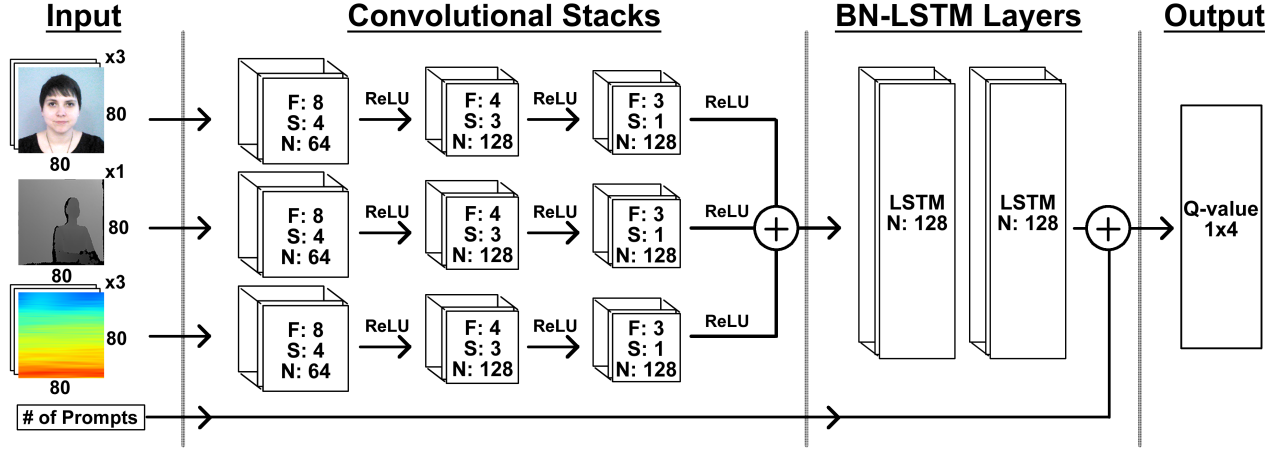 Input
Convolutional Stacks
BN-LSTM Layers
Output
x3
80
80
F: 8
S: 4
N: 64
ReLU
F: 4
S: 3
N: 128
ReLU
F: 3
S: 1
N: 128
ReLU
x1
80
80
F: 8
S: 4
N: 64
ReLU
F: 4
S: 3
N: 128
ReLU
F: 3
S: 1
N: 128
ReLU
+
x3
80
80
F: 8
S: 4
N: 64
ReLU
F: 4
S: 3
N: 128
ReLU
F: 3
S: 1
N: 128
ReLU
LSTM
N: 128
LSTM
N: 128
+
Q-value
1x4
# of Prompts